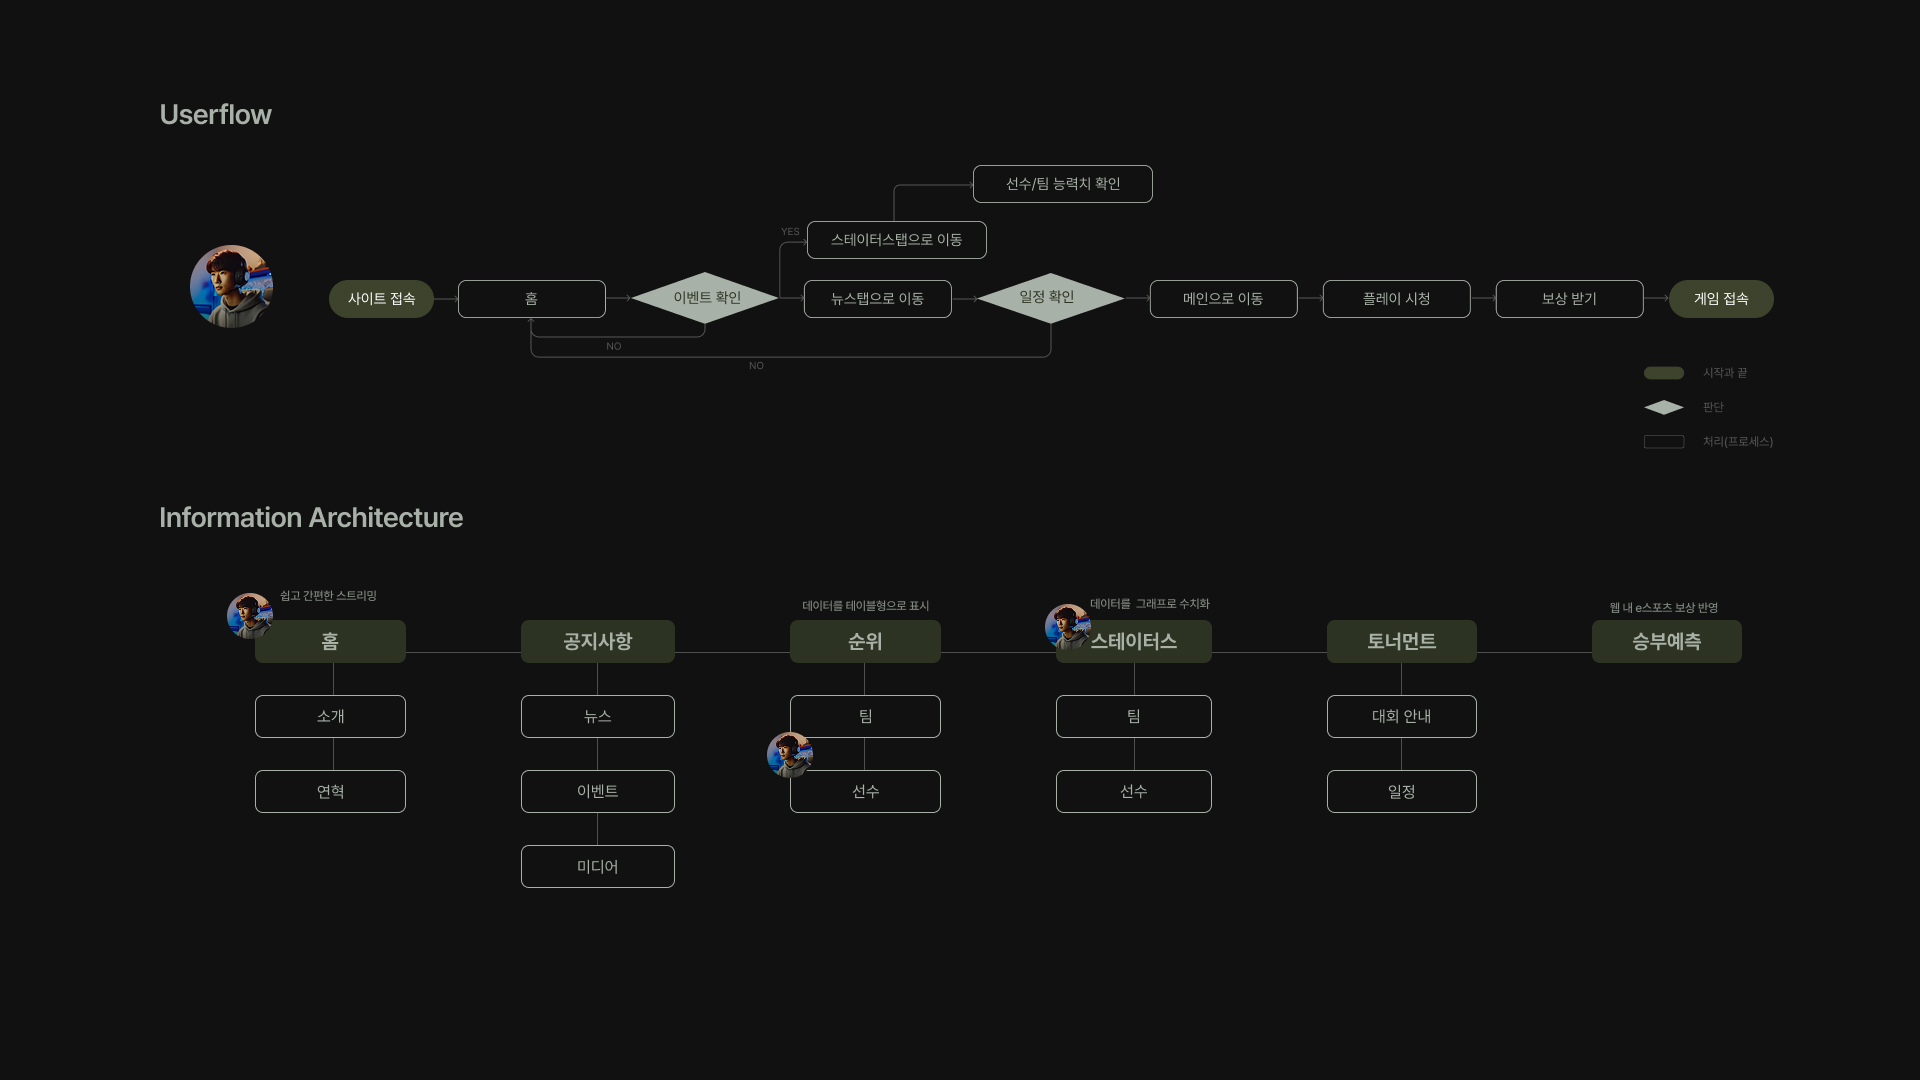 Userflow
선수/팀 능력치 확인
YES
스테이터스탭으로 이동
사이트 접속
홈
이벤트 확인
뉴스탭으로 이동
일정 확인
메인으로 이동
플레이 시청
보상 받기
게임 접속
NO
NO
시작과 끝
판단
처리(프로세스)
Information Architecture
쉽고 간편한 스트리밍
데이터를 테이블형으로 표시
데이터를 그래프로 수치화
웹 내 e스포츠 보상 반영
홈
공지사항
순위
스테이터스
토너먼트
승부예측
소개
뉴스
팀
팀
대회 안내
연혁
이벤트
선수
선수
일정
미디어